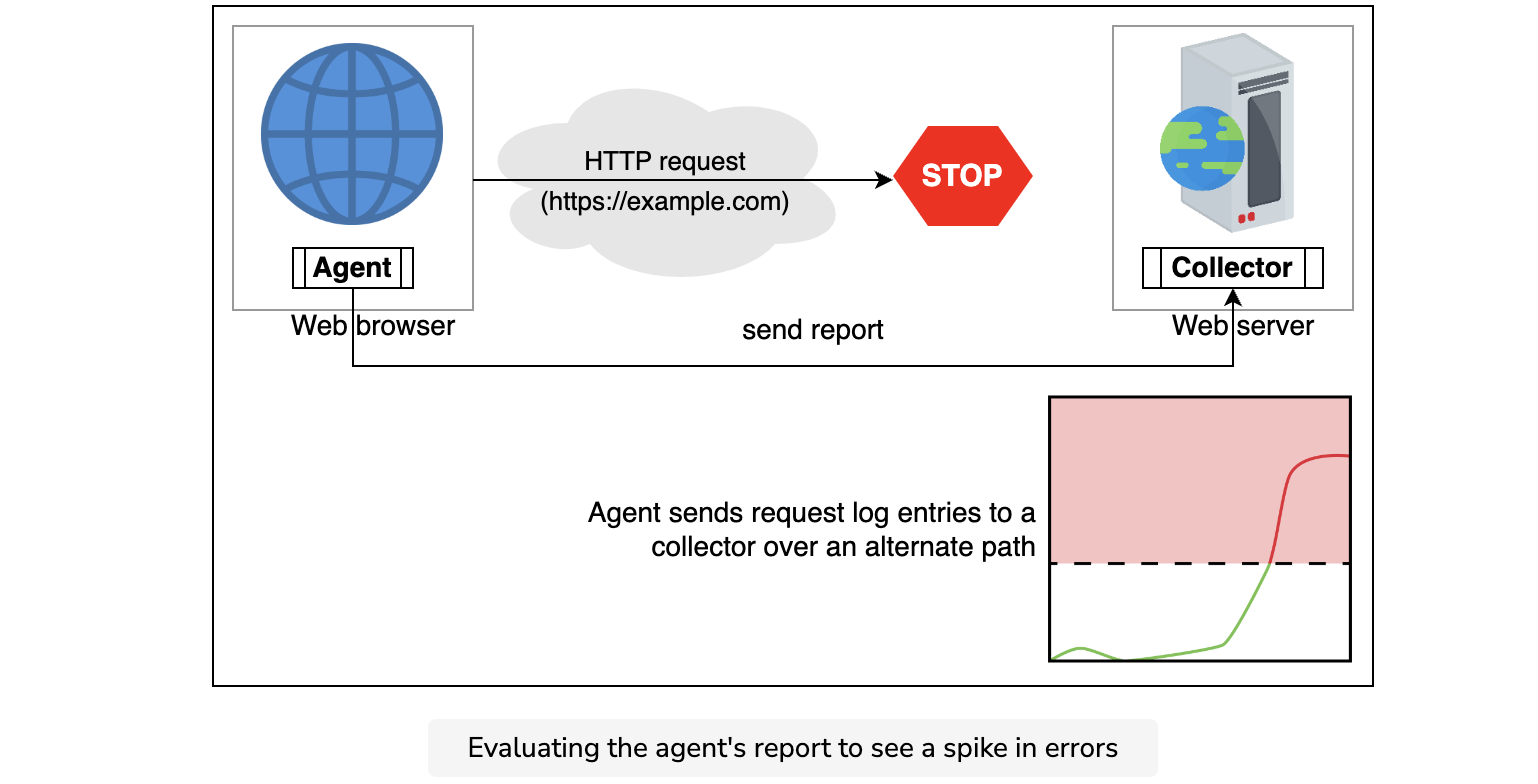 HTTP request
(https://example.com)
STOP
Agent
Collector
Web browser
send report
Web server
Agent sends request log entries to a
collector over an alternate path
Evaluating the agent's report to see a spike in errors